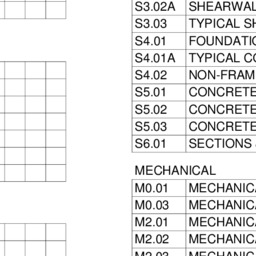 S3.02A SHEARWAL
S3.03 TYPICAL SH
S4.01 FOUNDATIO
S4.01A TYPICAL CO
S4.02 NON-FRAM
S5.01 CONCRETE
S5.02 CONCRETE
S5.03 CONCRETE
S6.01 SECTIONS
MECHANICAL
M0.01 MECHANICA
M0.03 MECHANICA
M2.01 MECHANICA
M2.02 MECHANICA
M2.03 MECHANICA